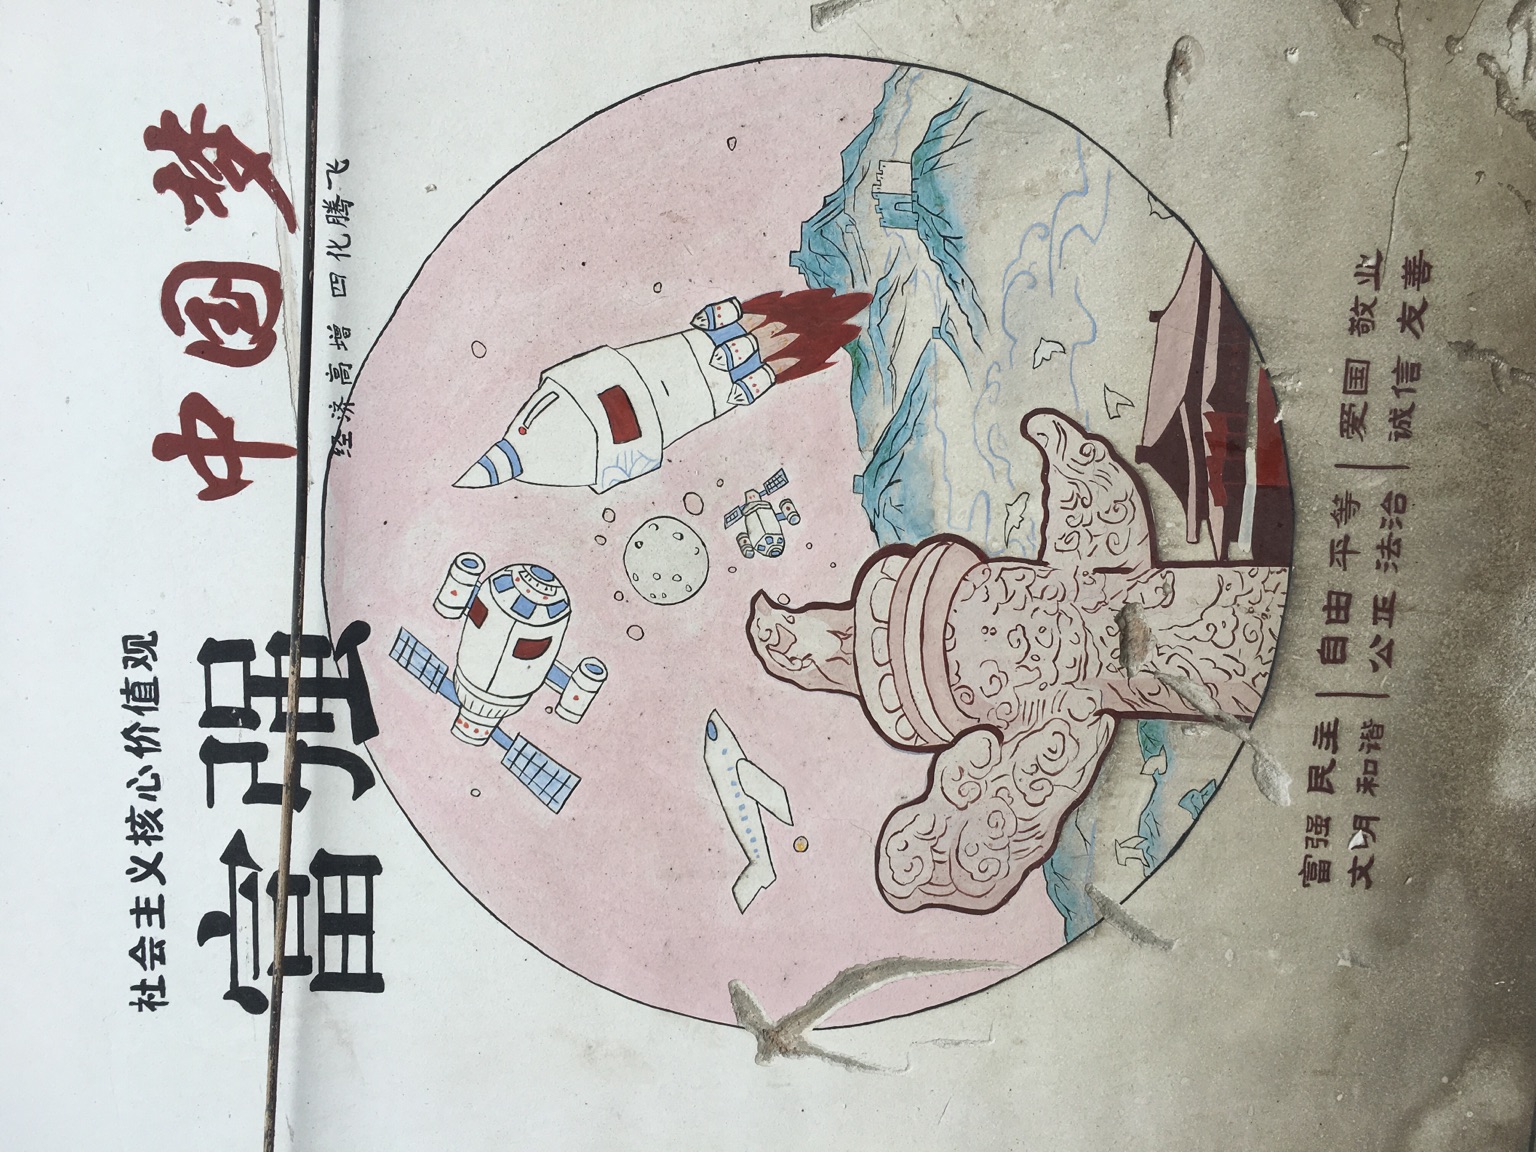 社会主义核心价值观
富强
中国梦
经济高增 四化腾飞
富强 民主
文明 和谐
自由 平等
公正 法治
爱国 敬业
诚信 友善